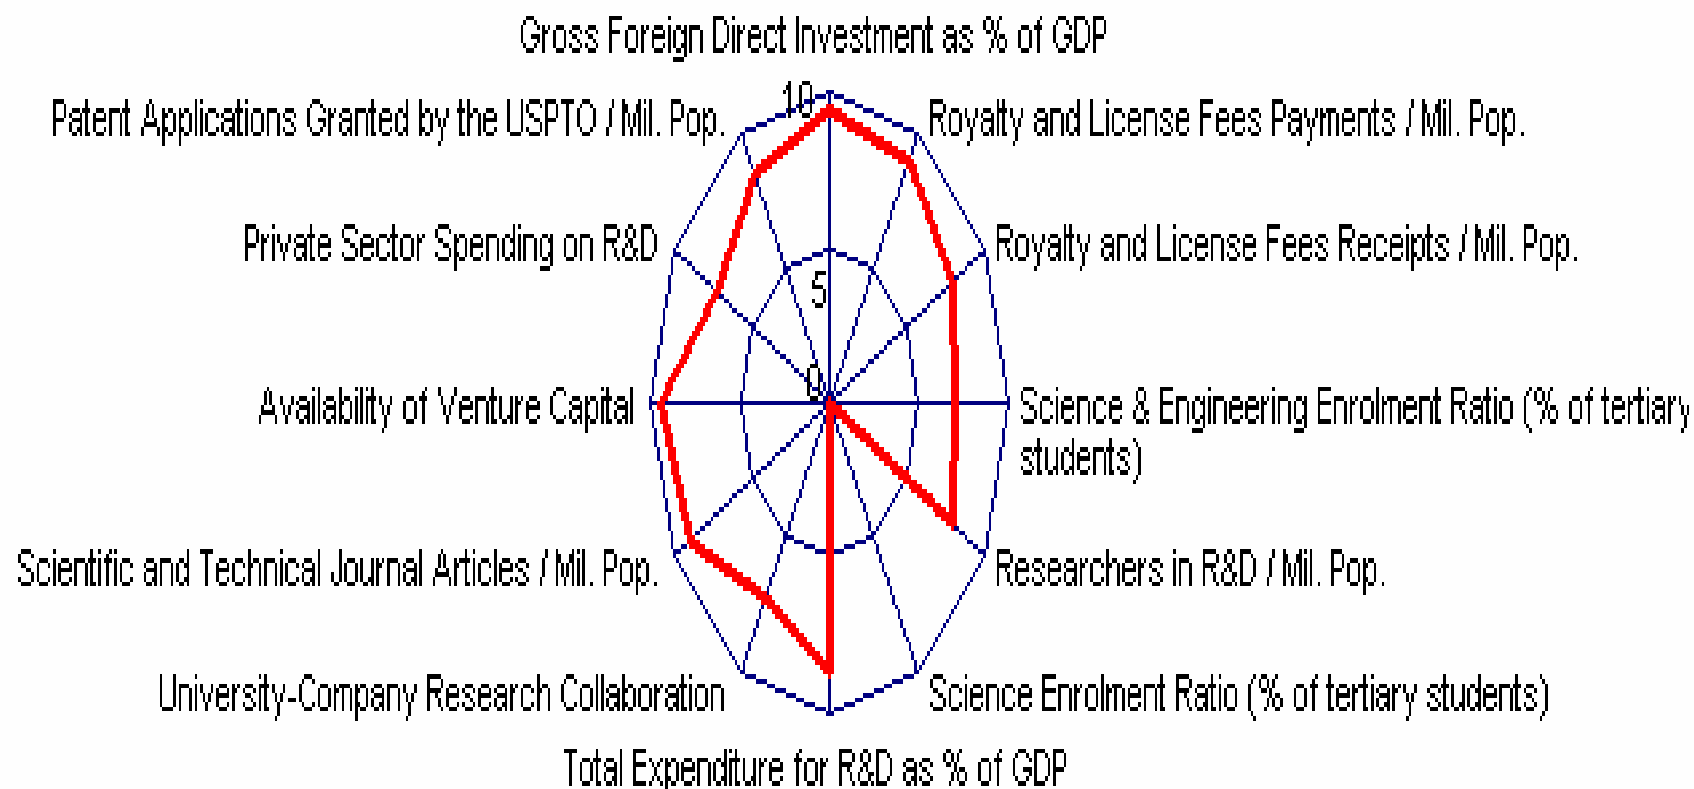 Gross Foreign Direct Investment as % of GDP
10
Patent Applications Granted by the USPTO / Mil. Pop.
Royalty and License Fees Payments / Mil. Pop.
Private Sector Spending on R&D
Royalty and License Fees Receipts / Mil. Pop.
5
0
Availability of Venture Capital
Science & Engineering Enrolment Ratio (% of tertiary
students)
Scientific and Technical Journal Articles / Mil. Pop.
Researchers in R&D / Mil. Pop.
University-Company Research Collaboration
Science Enrolment Ratio (% of tertiary students)
Total Expenditure for R&D as % of GDP